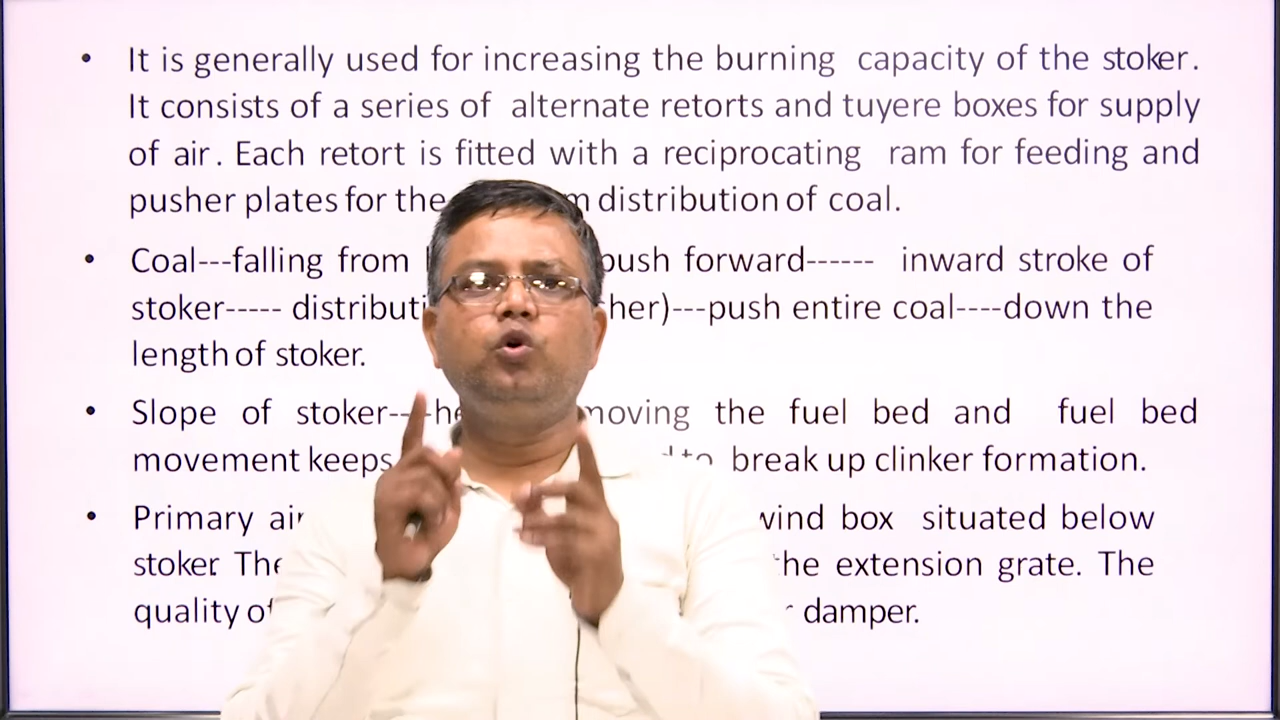 • It is generally used for increasing the burning capacity of the stoker.
It consists of a series of alternate retorts and tuyere boxes for supply
of air. Each retort is fitted with a reciprocating ram for feeding and
pusher plates for the distribution of coal.
• Coal---falling from push forward------ inward stroke of
stoker----- push entire coal----down the
length of stoker.
• Slope of stoker-- moving the fuel bed and fuel bed
movement keeps break up clinker formation.
• Primary air wind box situated below
stoker the extension grate. The
quality of damper.